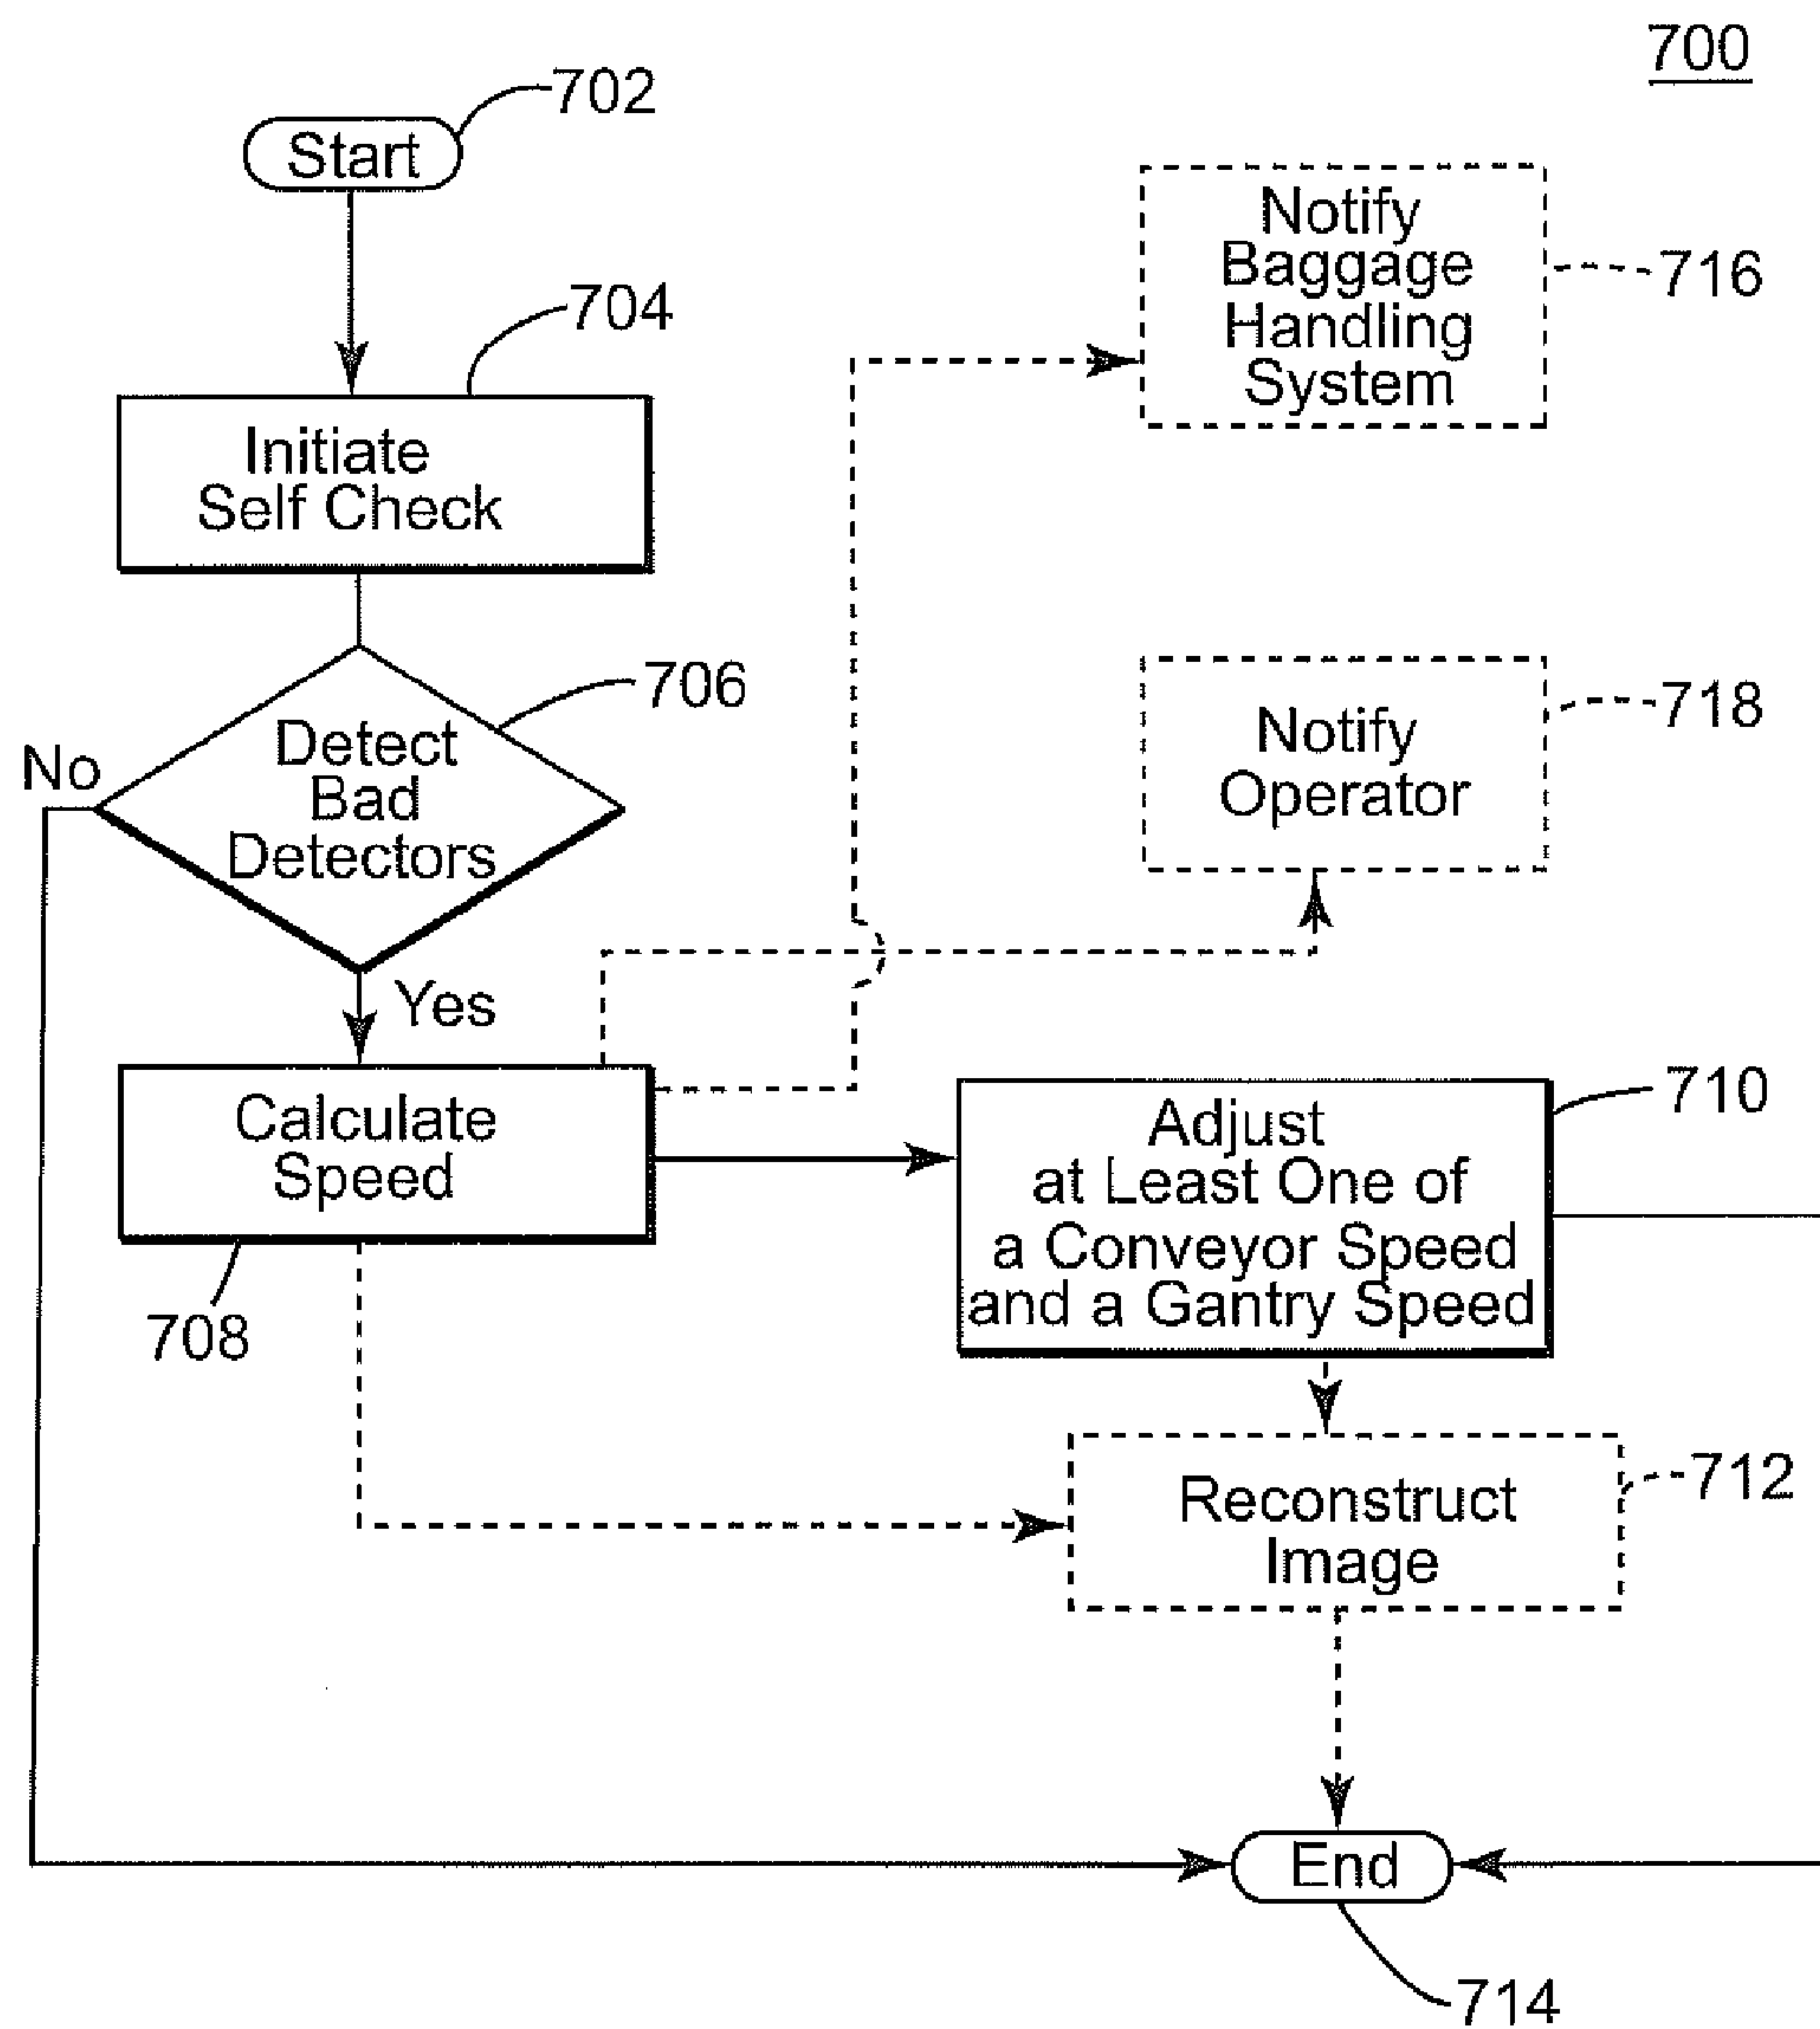 700
702
Start
704
Initiate
Self Check
Notify
Baggage
Handling
System
716
706
No
Detect
Bad
Detectors
718
Notify
Operator
Yes
Calculate
Speed
708
710
Adjust
at Least One of
a Conveyor Speed
and a Gantry Speed
712
Reconstruct
Image
End
714